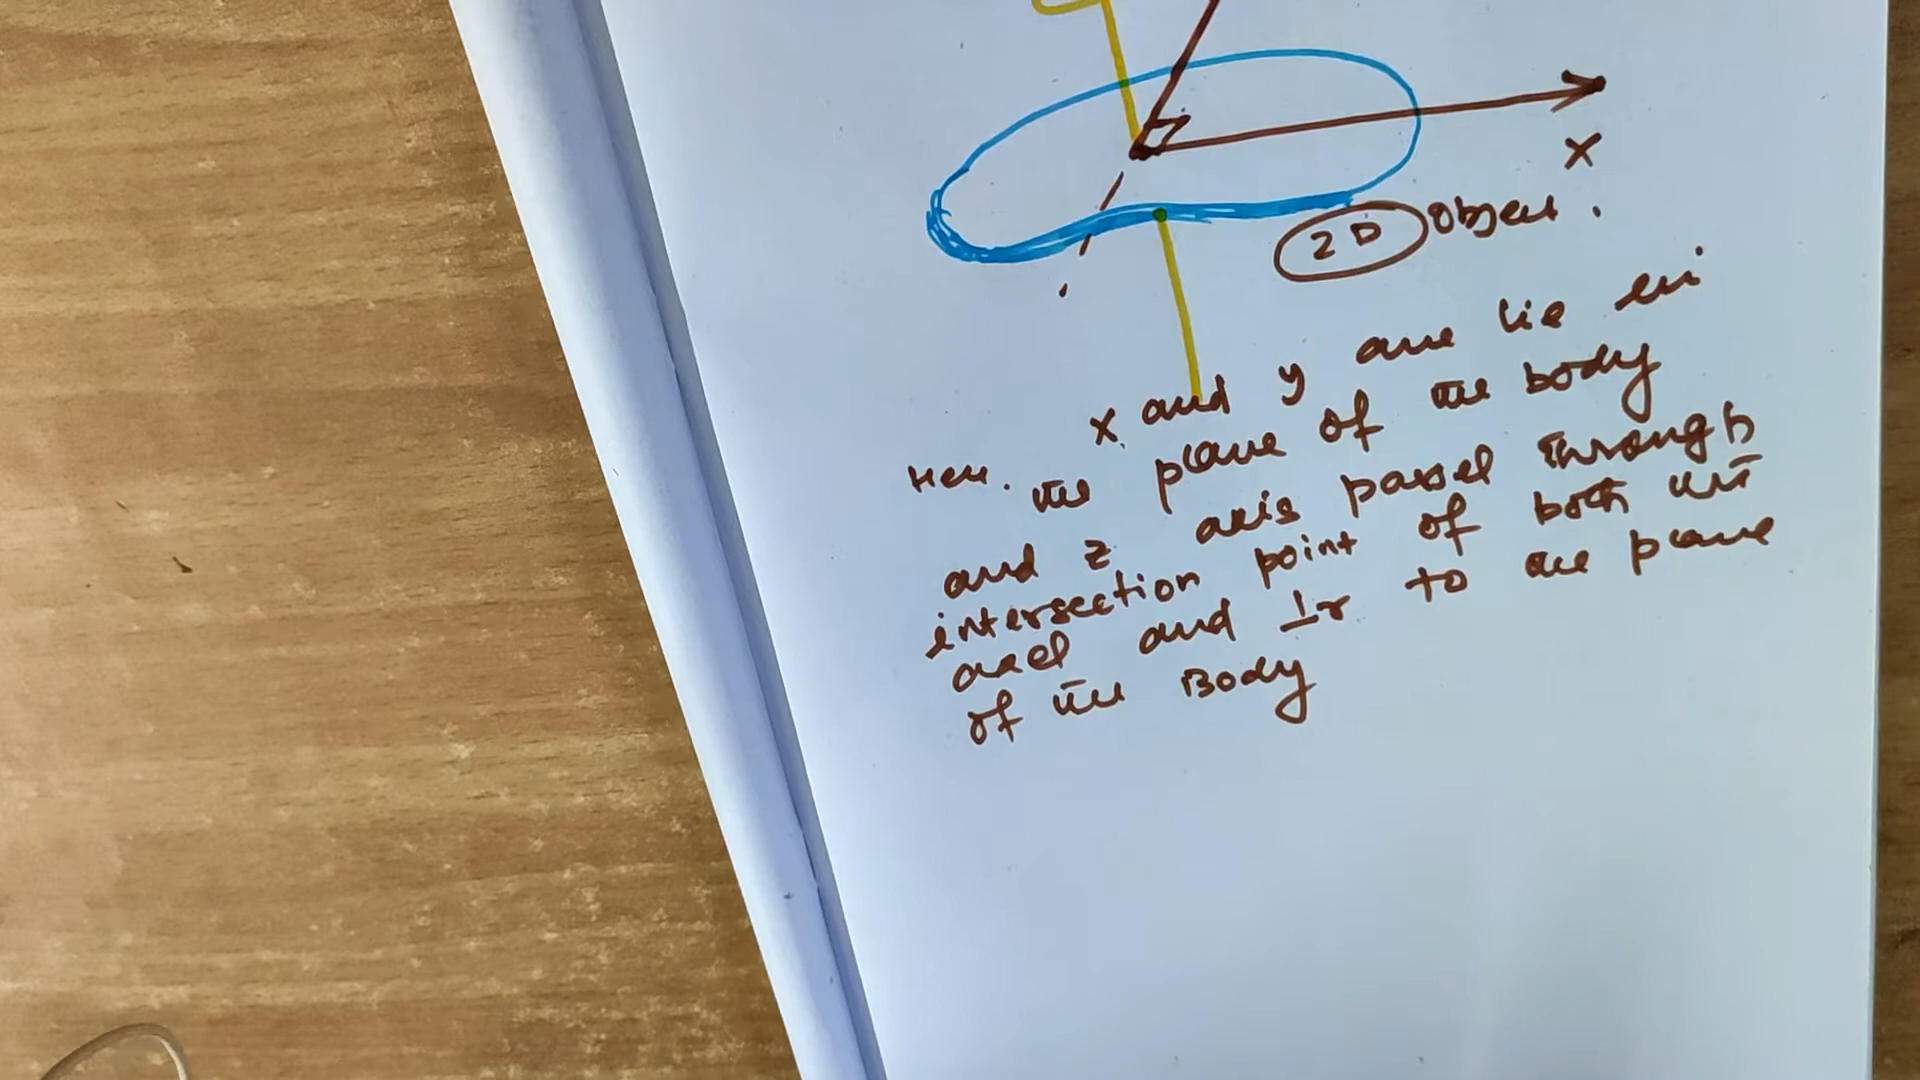 x
2D Object.
Here. x and y are lie in
the plane of the body
and z axis passes through
intersection point of both the
axes and ⊥r to the plane
of the Body